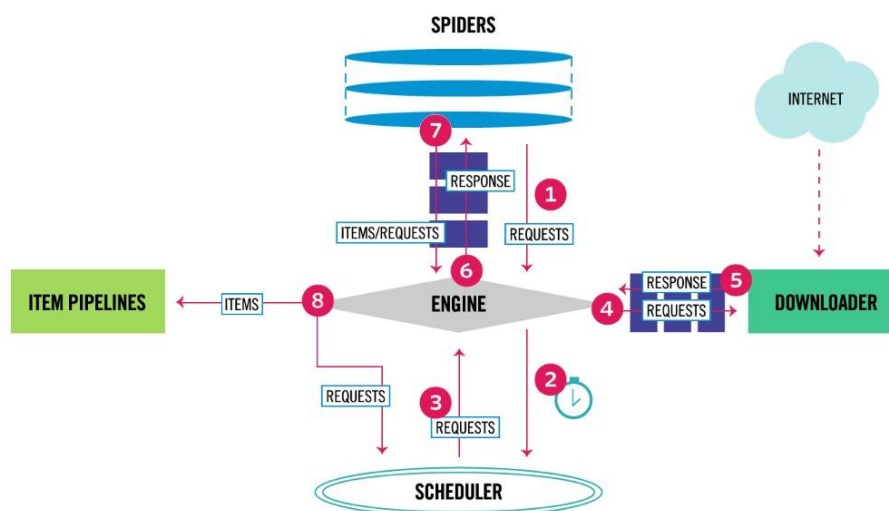 SPIDERS
INTERNET
7
RESPONSE
1
ITEMS/REQUESTS
REQUESTS
6
5
RESPONSE
ITEM PIPELINES
ITEMS
8
ENGINE
4
REQUESTS
DOWNLOADER
2
REQUESTS
3
REQUESTS
SCHEDULER